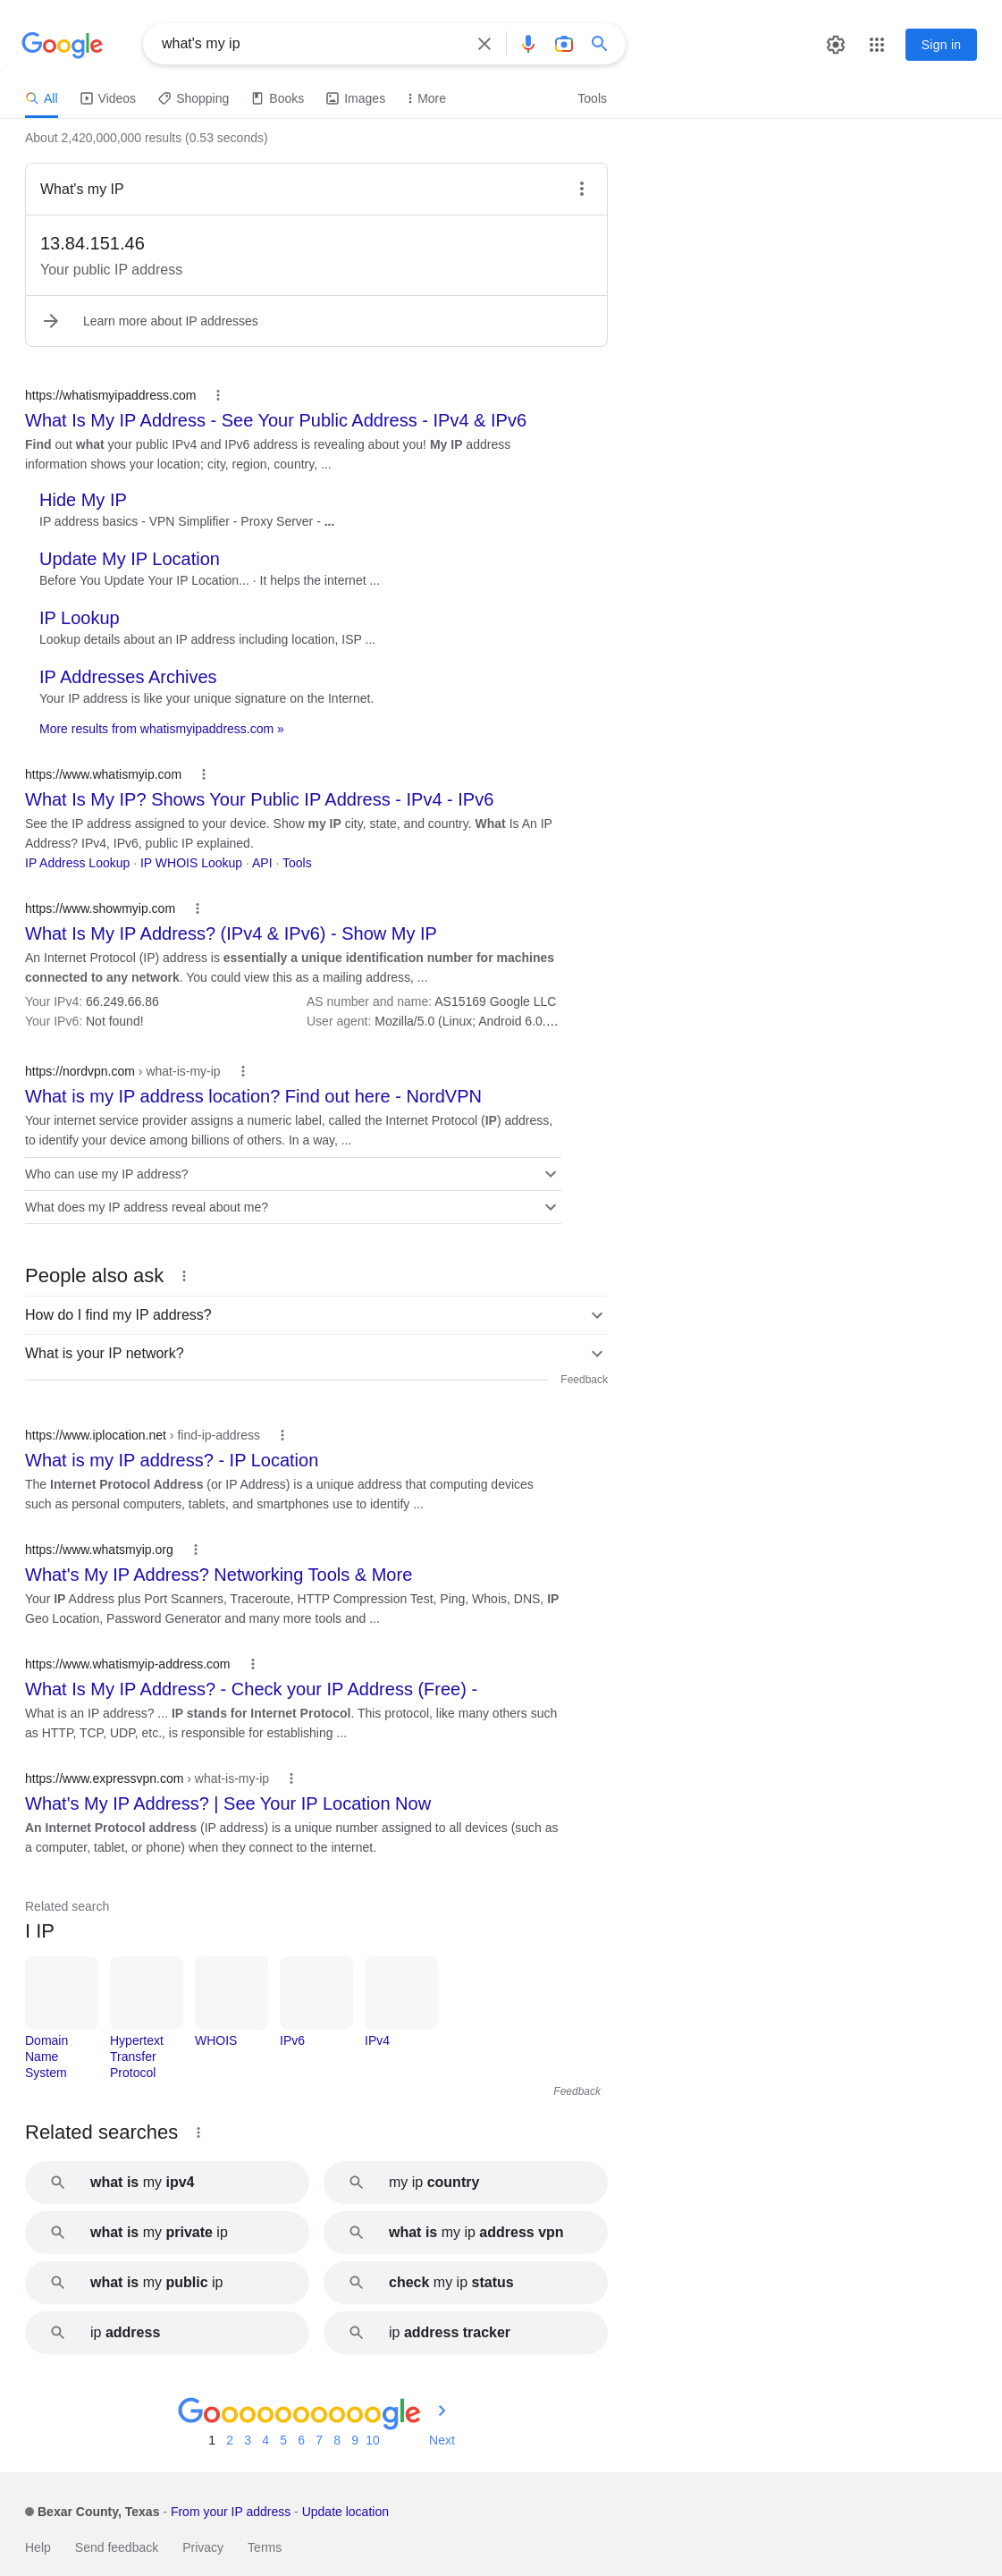 Google
what's my ip
Sign in
All
Videos
Shopping
Books
Images
More
Tools
About 2,420,000,000 results (0.53 seconds)
What's my IP
13.84.151.46
Your public IP address
Learn more about IP addresses
https://whatismyipaddress.com
What Is My IP Address - See Your Public Address - IPv4 & IPv6
Find out what your public IPv4 and IPv6 address is revealing about you! My IP address
information shows your location; city, region, country, ...
Hide My IP
IP address basics - VPN Simplifier - Proxy Server - ...
Update My IP Location
Before You Update Your IP Location... · It helps the internet ...
IP Lookup
Lookup details about an IP address including location, ISP ...
IP Addresses Archives
Your IP address is like your unique signature on the Internet.
More results from whatismyipaddress.com »
https://www.whatismyip.com
What Is My IP? Shows Your Public IP Address - IPv4 - IPv6
See the IP address assigned to your device. Show my IP city, state, and country. What Is An IP
Address? IPv4, IPv6, public IP explained.
IP Address Lookup · IP WHOIS Lookup · API · Tools
https://www.showmyip.com
What Is My IP Address? (IPv4 & IPv6) - Show My IP
An Internet Protocol (IP) address is essentially a unique identification number for machines
connected to any network. You could view this as a mailing address, ...
Your IPv4: 66.249.66.86
AS number and name: AS15169 Google LLC
Your IPv6: Not found!
User agent: Mozilla/5.0 (Linux; Android 6.0....
https://nordvpn.com › what-is-my-ip
What is my IP address location? Find out here - NordVPN
Your internet service provider assigns a numeric label, called the Internet Protocol (IP) address,
to identify your device among billions of others. In a way, ...
Who can use my IP address?
What does my IP address reveal about me?
People also ask
How do I find my IP address?
What is your IP network?
Feedback
https://www.iplocation.net › find-ip-address
What is my IP address? - IP Location
The Internet Protocol Address (or IP Address) is a unique address that computing devices
such as personal computers, tablets, and smartphones use to identify ...
https://www.whatsmyip.org
What's My IP Address? Networking Tools & More
Your IP Address plus Port Scanners, Traceroute, HTTP Compression Test, Ping, Whois, DNS, IP
Geo Location, Password Generator and many more tools and ...
https://www.whatismyip-address.com
What Is My IP Address? - Check your IP Address (Free) -
What is an IP address? ... IP stands for Internet Protocol. This protocol, like many others such
as HTTP, TCP, UDP, etc., is responsible for establishing ...
https://www.expressvpn.com › what-is-my-ip
What's My IP Address? | See Your IP Location Now
An Internet Protocol address (IP address) is a unique number assigned to all devices (such as
a computer, tablet, or phone) when they connect to the internet.
Related search
I IP
Domain
Name
System
Hypertext
Transfer
Protocol
WHOIS
IPv6
IPv4
Feedback
Related searches
what is my ipv4
my ip country
what is my private ip
what is my ip address vpn
what is my public ip
check my ip status
ip address
ip address tracker
Goooooooooogle
1 2 3 4 5 6 7 8 9 10 Next
Bexar County, Texas - From your IP address - Update location
Help Send feedback Privacy Terms